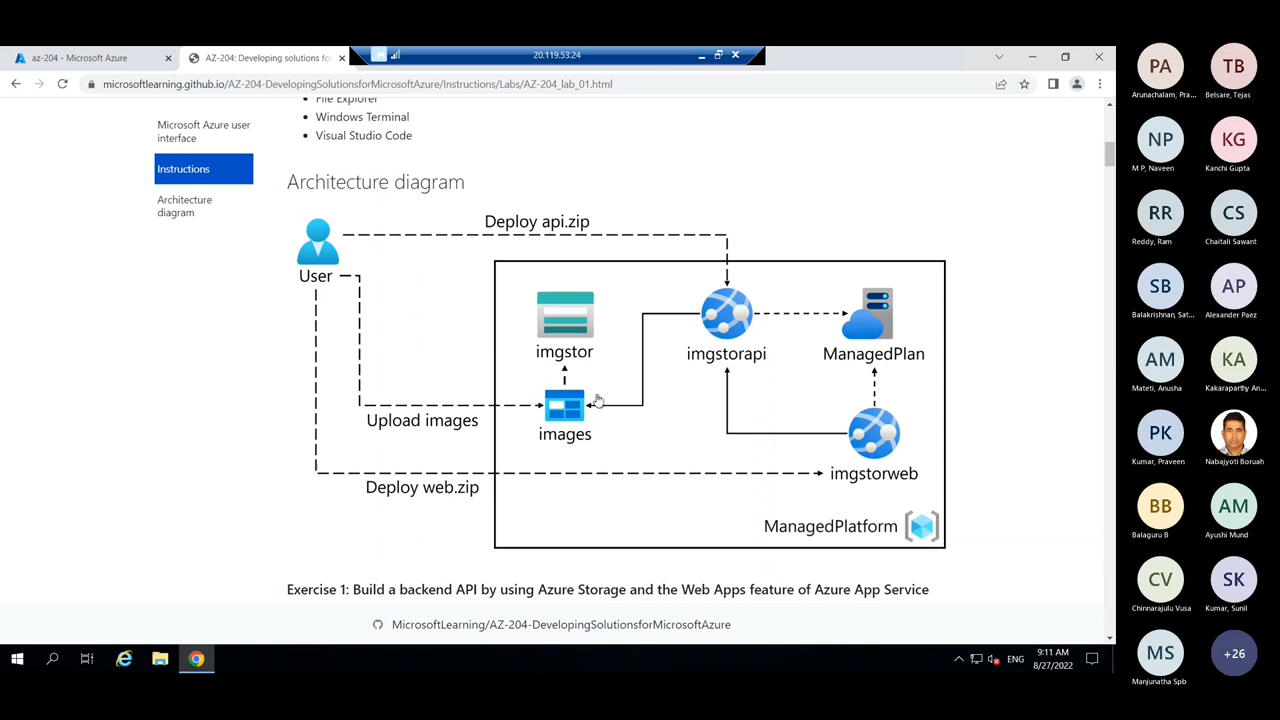 az-204 - Microsoft Azure
AZ-204: Developing solutions fo
20.119.53.24
microsoftlearning.github.io/AZ-204-DevelopingSolutionsforMicrosoftAzure/Instructions/Labs/AZ-204_lab_01.html
Microsoft Azure user
interface
Instructions
Architecture
diagram
File Explorer
Windows Terminal
Visual Studio Code
Architecture diagram
Deploy api.zip
User
imgstor
imgstorapi
ManagedPlan
Upload images
images
Deploy web.zip
imgstorweb
ManagedPlatform
Exercise 1: Build a backend API by using Azure Storage and the Web Apps feature of Azure App Service
MicrosoftLearning/AZ-204-DevelopingSolutionsforMicrosoftAzure
ENG
9:11 AM
8/27/2022
PA
Arunachalam, Pra...
TB
Belsare, Tejas
NP
M P, Naveen
KG
Kanchi Gupta
RR
Reddy, Ram
CS
Chaitali Sawant
SB
Balakrishnan, Sat...
AP
Alexander Paez
AM
Mateti, Anusha
KA
Kakaraparthy An...
PK
Kumar, Praveen
Nabajyoti Boruah
BB
Balaguru B
AM
Ayushi Mund
CV
Chinnarajulu Vusa
SK
Kumar, Sunil
MS
Manjunatha Spb
+26